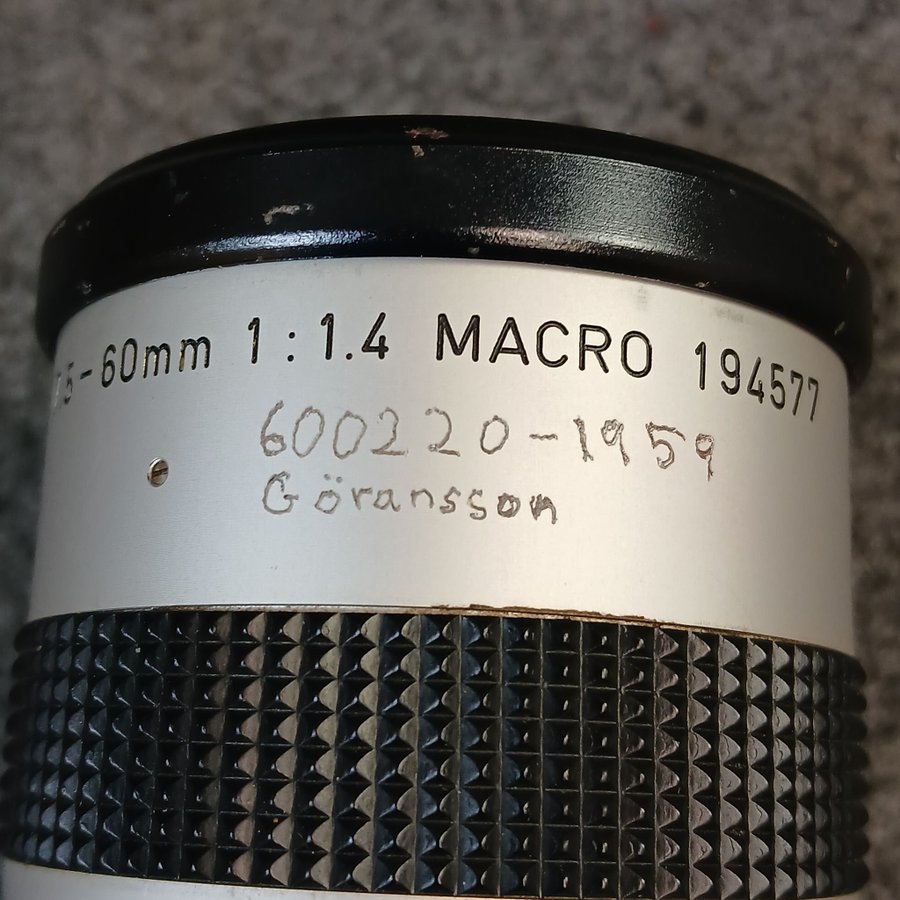 .5-60mm 1:1.4 MACRO 194577
600220-1959
Göransson